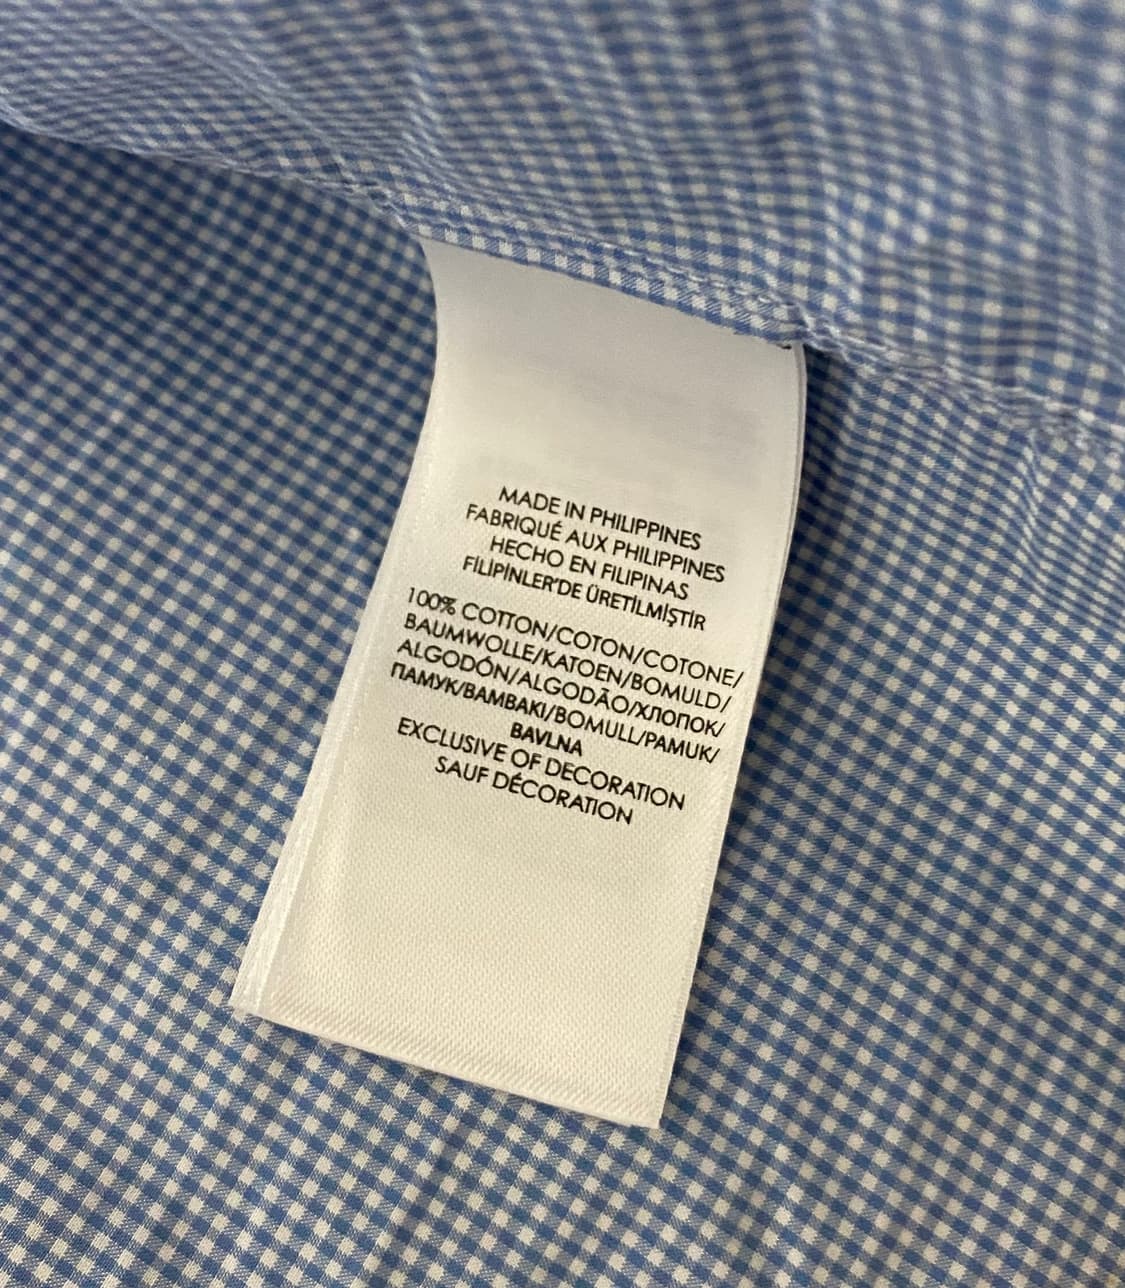 MADE IN PHILIPPINES
FABRIQUÉ AUX PHILIPPINES
HECHO EN FILIPINAS
FİLİPİNLER'DE ÜRETİLMİŞTİR
100% COTTON/COTON/COTONE/
BAUMWOLLE/KATOEN/BOMULD/
ALGODÓN/ALGODÃO/ХЛОПОК/
ПАМУК/ΒΑΜΒΑΚΙ/BOMULL/PAMUK/
BAVLNA
EXCLUSIVE OF DECORATION
SAUF DÉCORATION